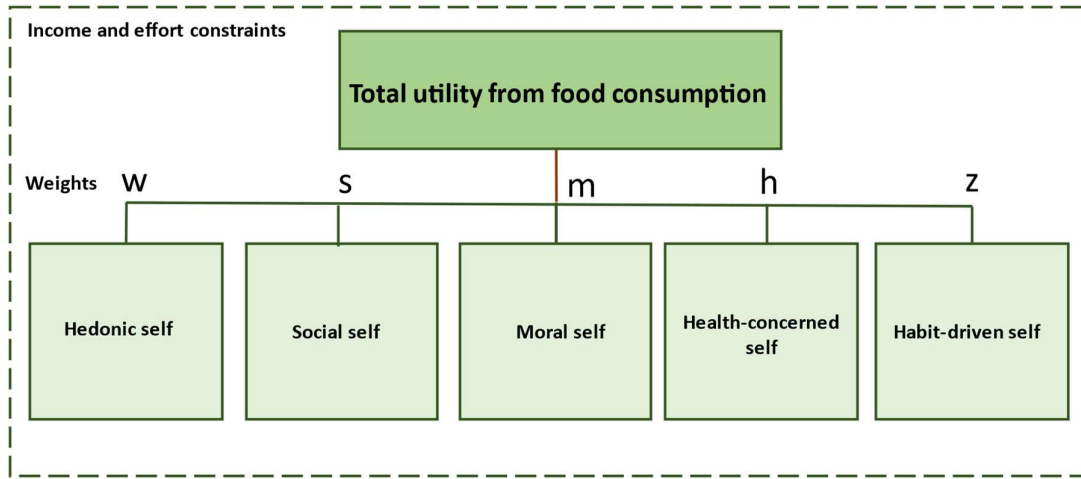 Income and effort constraints
Total utility from food consumption
Weights w s m h z
Hedonic self
Social self
Moral self
Health-concerned
self
Habit-driven self